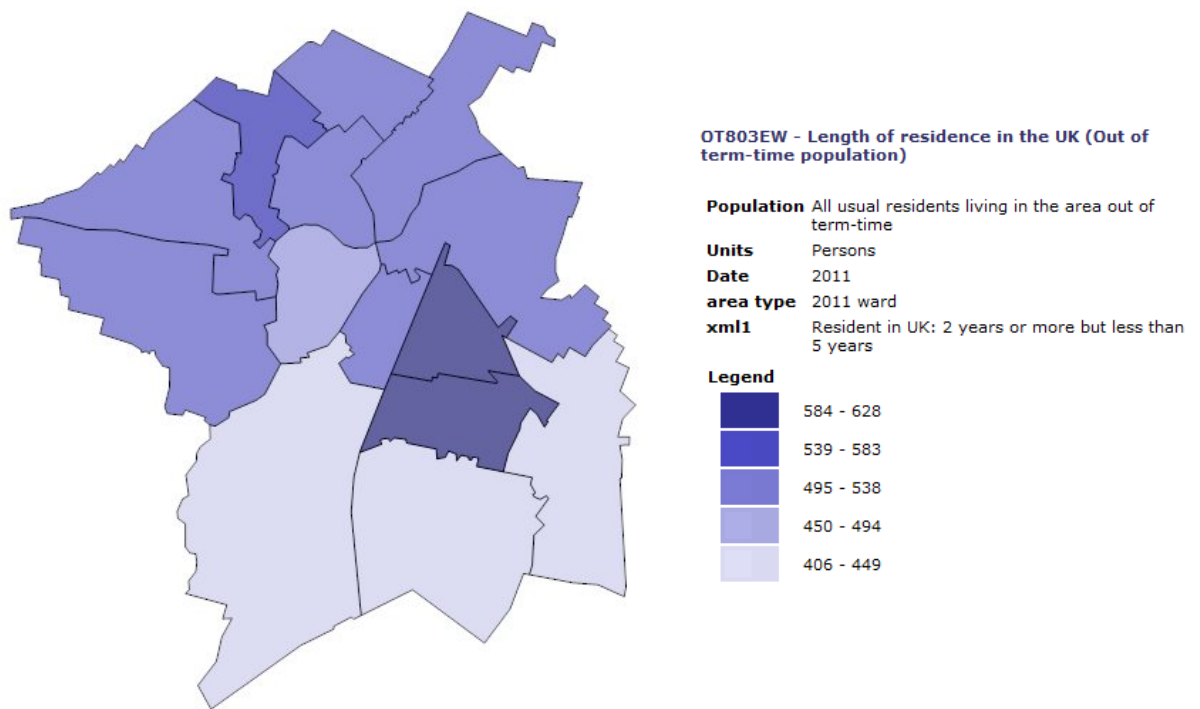 OT803EW - Length of residence in the UK (Out of
term-time population)
Population All usual residents living in the area out of
term-time
Units Persons
Date 2011
area type 2011 ward
xml1 Resident in UK: 2 years or more but less than
5 years
Legend
584 - 628
539 - 583
495 - 538
450 - 494
406 - 449